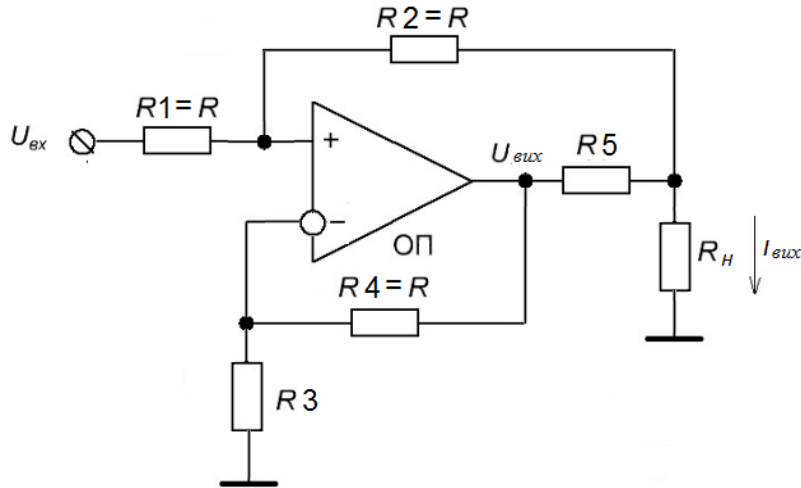 R2 = R
R1 = R
Uвх
+
Uвих
R5
−
ОП
Rн
Iвих
R4 = R
R3